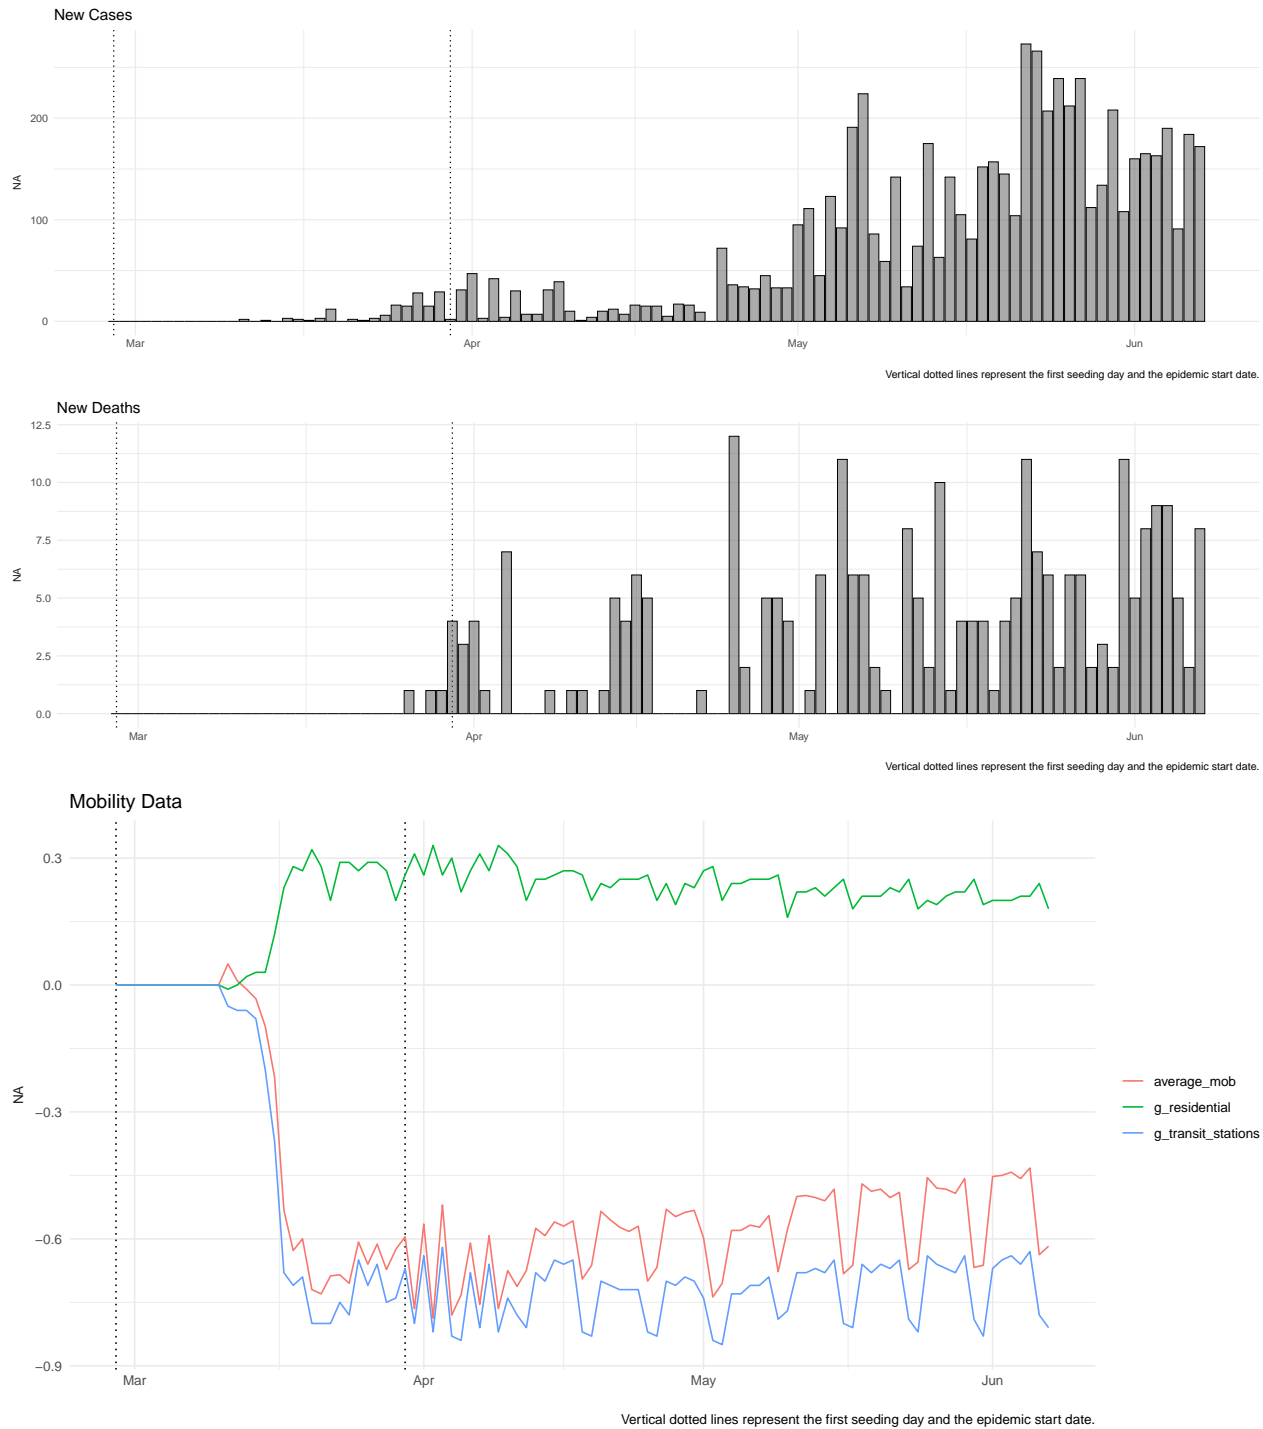 New Cases
200
100
0
NA
Mar
Apr
May
Jun
Vertical dotted lines represent the first seeding day and the epidemic start date.
New Deaths
12.5
10.0
7.5
5.0
2.5
0.0
NA
Mar
Apr
May
Jun
Vertical dotted lines represent the first seeding day and the epidemic start date.
Mobility Data
0.3
0.0
−0.3
−0.6
−0.9
NA
average_mob
g_residential
g_transit_stations
Mar
Apr
May
Jun
Vertical dotted lines represent the first seeding day and the epidemic start date.